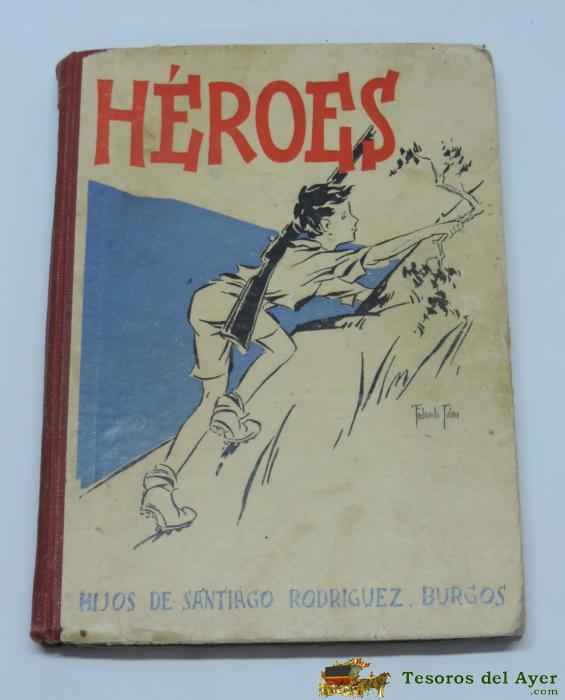 HÉROES
HIJOS DE SANTIAGO RODRIGUEZ. BURGOS
Tesoros del Ayer
.com